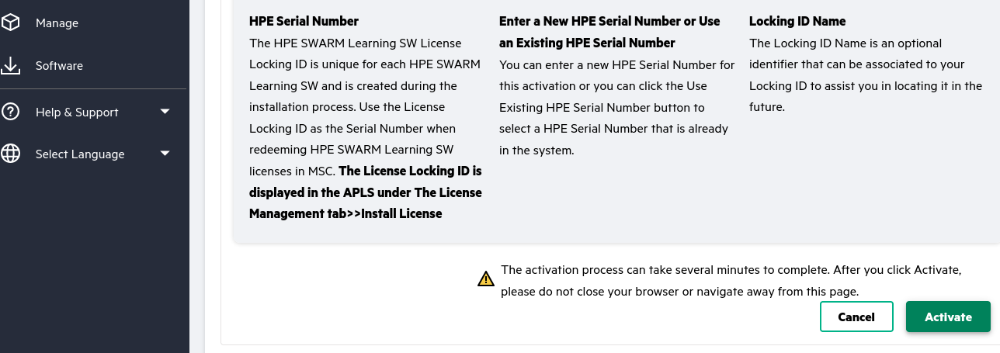 Manage
Software
Help & Support
Select Language
HPE Serial Number
The HPE SWARM Learning SW License
Locking ID is unique for each HPE SWARM
Learning SW and is created during the
installation process. Use the License
Locking ID as the Serial Number when
redeeming HPE SWARM Learning SW
licenses in MSC. The License Locking ID is
displayed in the APLS under The License
Management tab>>Install License
Enter a New HPE Serial Number or Use
an Existing HPE Serial Number
You can enter a new HPE Serial Number for
this activation or you can click the Use
Existing HPE Serial Number button to
select a HPE Serial Number that is already
in the system.
Locking ID Name
The Locking ID Name is an optional
identifier that can be associated to your
Locking ID to assist you in locating it in the
future.
The activation process can take several minutes to complete. After you click Activate,
please do not close your browser or navigate away from this page.
Cancel
Activate